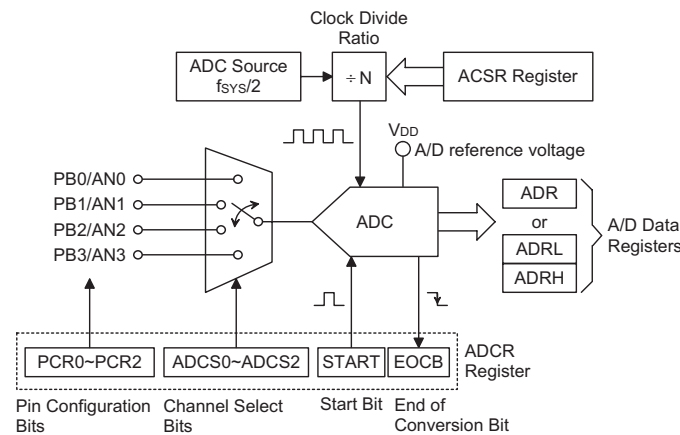 Clock Divide
Ratio
ADC Source
fSYS/2
÷ N
ACSR Register
VDD
A/D reference voltage
PB0/AN0
PB1/AN1
PB2/AN2
PB3/AN3
ADC
ADR
or
ADRL
ADRH
A/D Data
Registers
PCR0~PCR2
ADCS0~ADCS2
START
EOCB
ADCR
Register
Pin Configuration
Bits
Channel Select
Bits
Start Bit
End of
Conversion Bit